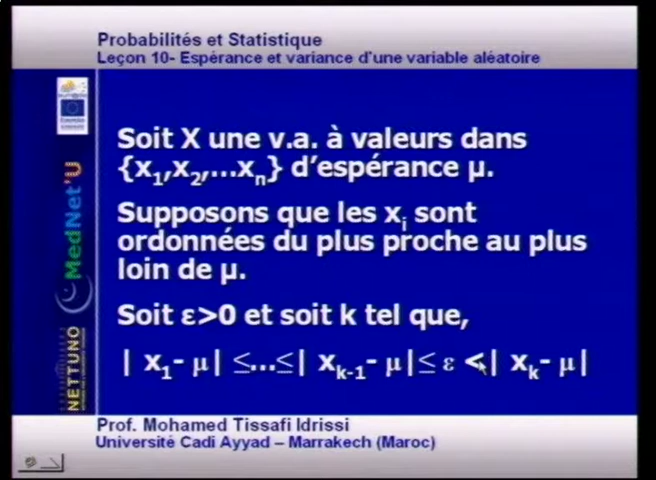 Probabilités et Statistique
Leçon 10- Espérance et variance d'une variable aléatoire
MedNet'U
NETTUNO
Soit X une v.a. à valeurs dans
{x₁,x₂,...xₙ} d'espérance μ.
Supposons que les xᵢ sont
ordonnées du plus proche au plus
loin de μ.
Soit ε>0 et soit k tel que,
| x₁- μ| ≤...≤| xₖ₋₁- μ|≤ ε <| xₖ- μ|
Prof. Mohamed Tissafi Idrissi
Université Cadi Ayyad – Marrakech (Maroc)